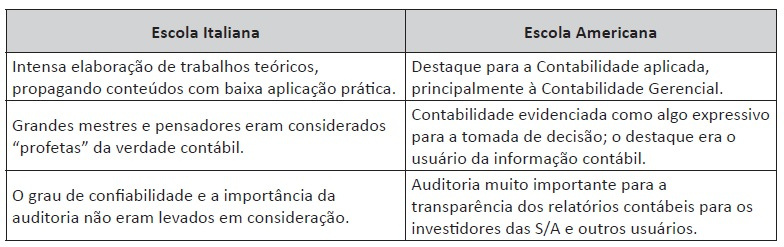 Escola Italiana
Escola Americana
Intensa elaboração de trabalhos teóricos,
propagando conteúdos com baixa aplicação prática.
Destaque para a Contabilidade aplicada,
principalmente à Contabilidade Gerencial.
Grandes mestres e pensadores eram considerados
“profetas” da verdade contábil.
Contabilidade evidenciada como algo expressivo
para a tomada de decisão; o destaque era o
usuário da informação contábil.
O grau de confiabilidade e a importância da
auditoria não eram levados em consideração.
Auditoria muito importante para a
transparência dos relatórios contábeis para os
investidores das S/A e outros usuários.